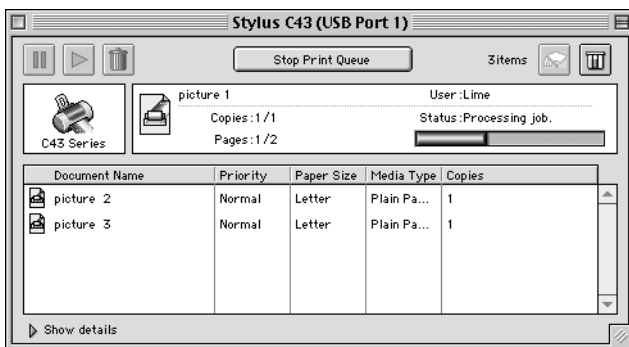 Stylus C43 (USB Port 1)
Stop Print Queue
3items
picture 1
User:Lime
Copies:1/1
Status:Processing job.
Pages:1/2
C43 Series
Document Name Priority Paper Size Media Type Copies
picture 2 Normal Letter Plain Pa... 1
picture 3 Normal Letter Plain Pa... 1
Show details